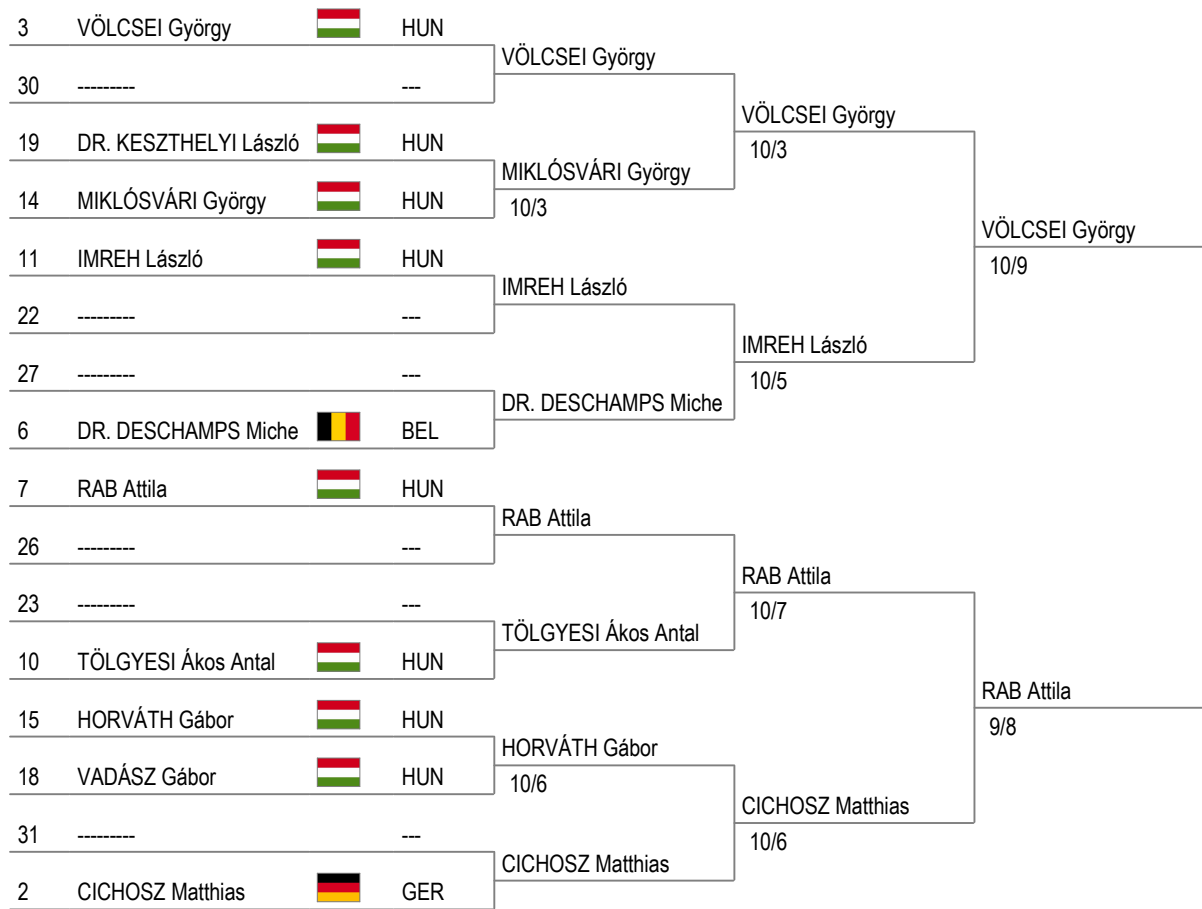 3 VÖLCSEI György HUN
VÖLCSEI György
30 --------- ---
VÖLCSEI György
10/3
19 DR. KESZTHELYI László HUN
MIKLÓSVÁRI György
10/3
14 MIKLÓSVÁRI György HUN
VÖLCSEI György
10/9
11 IMREH László HUN
IMREH László
22 --------- ---
IMREH László
10/5
27 --------- ---
DR. DESCHAMPS Miche
6 DR. DESCHAMPS Miche BEL
7 RAB Attila HUN
RAB Attila
26 --------- ---
RAB Attila
10/7
23 --------- ---
TÖLGYESI Ákos Antal
10 TÖLGYESI Ákos Antal HUN
RAB Attila
9/8
15 HORVÁTH Gábor HUN
HORVÁTH Gábor
10/6
18 VADÁSZ Gábor HUN
CICHOSZ Matthias
10/6
31 --------- ---
CICHOSZ Matthias
2 CICHOSZ Matthias GER